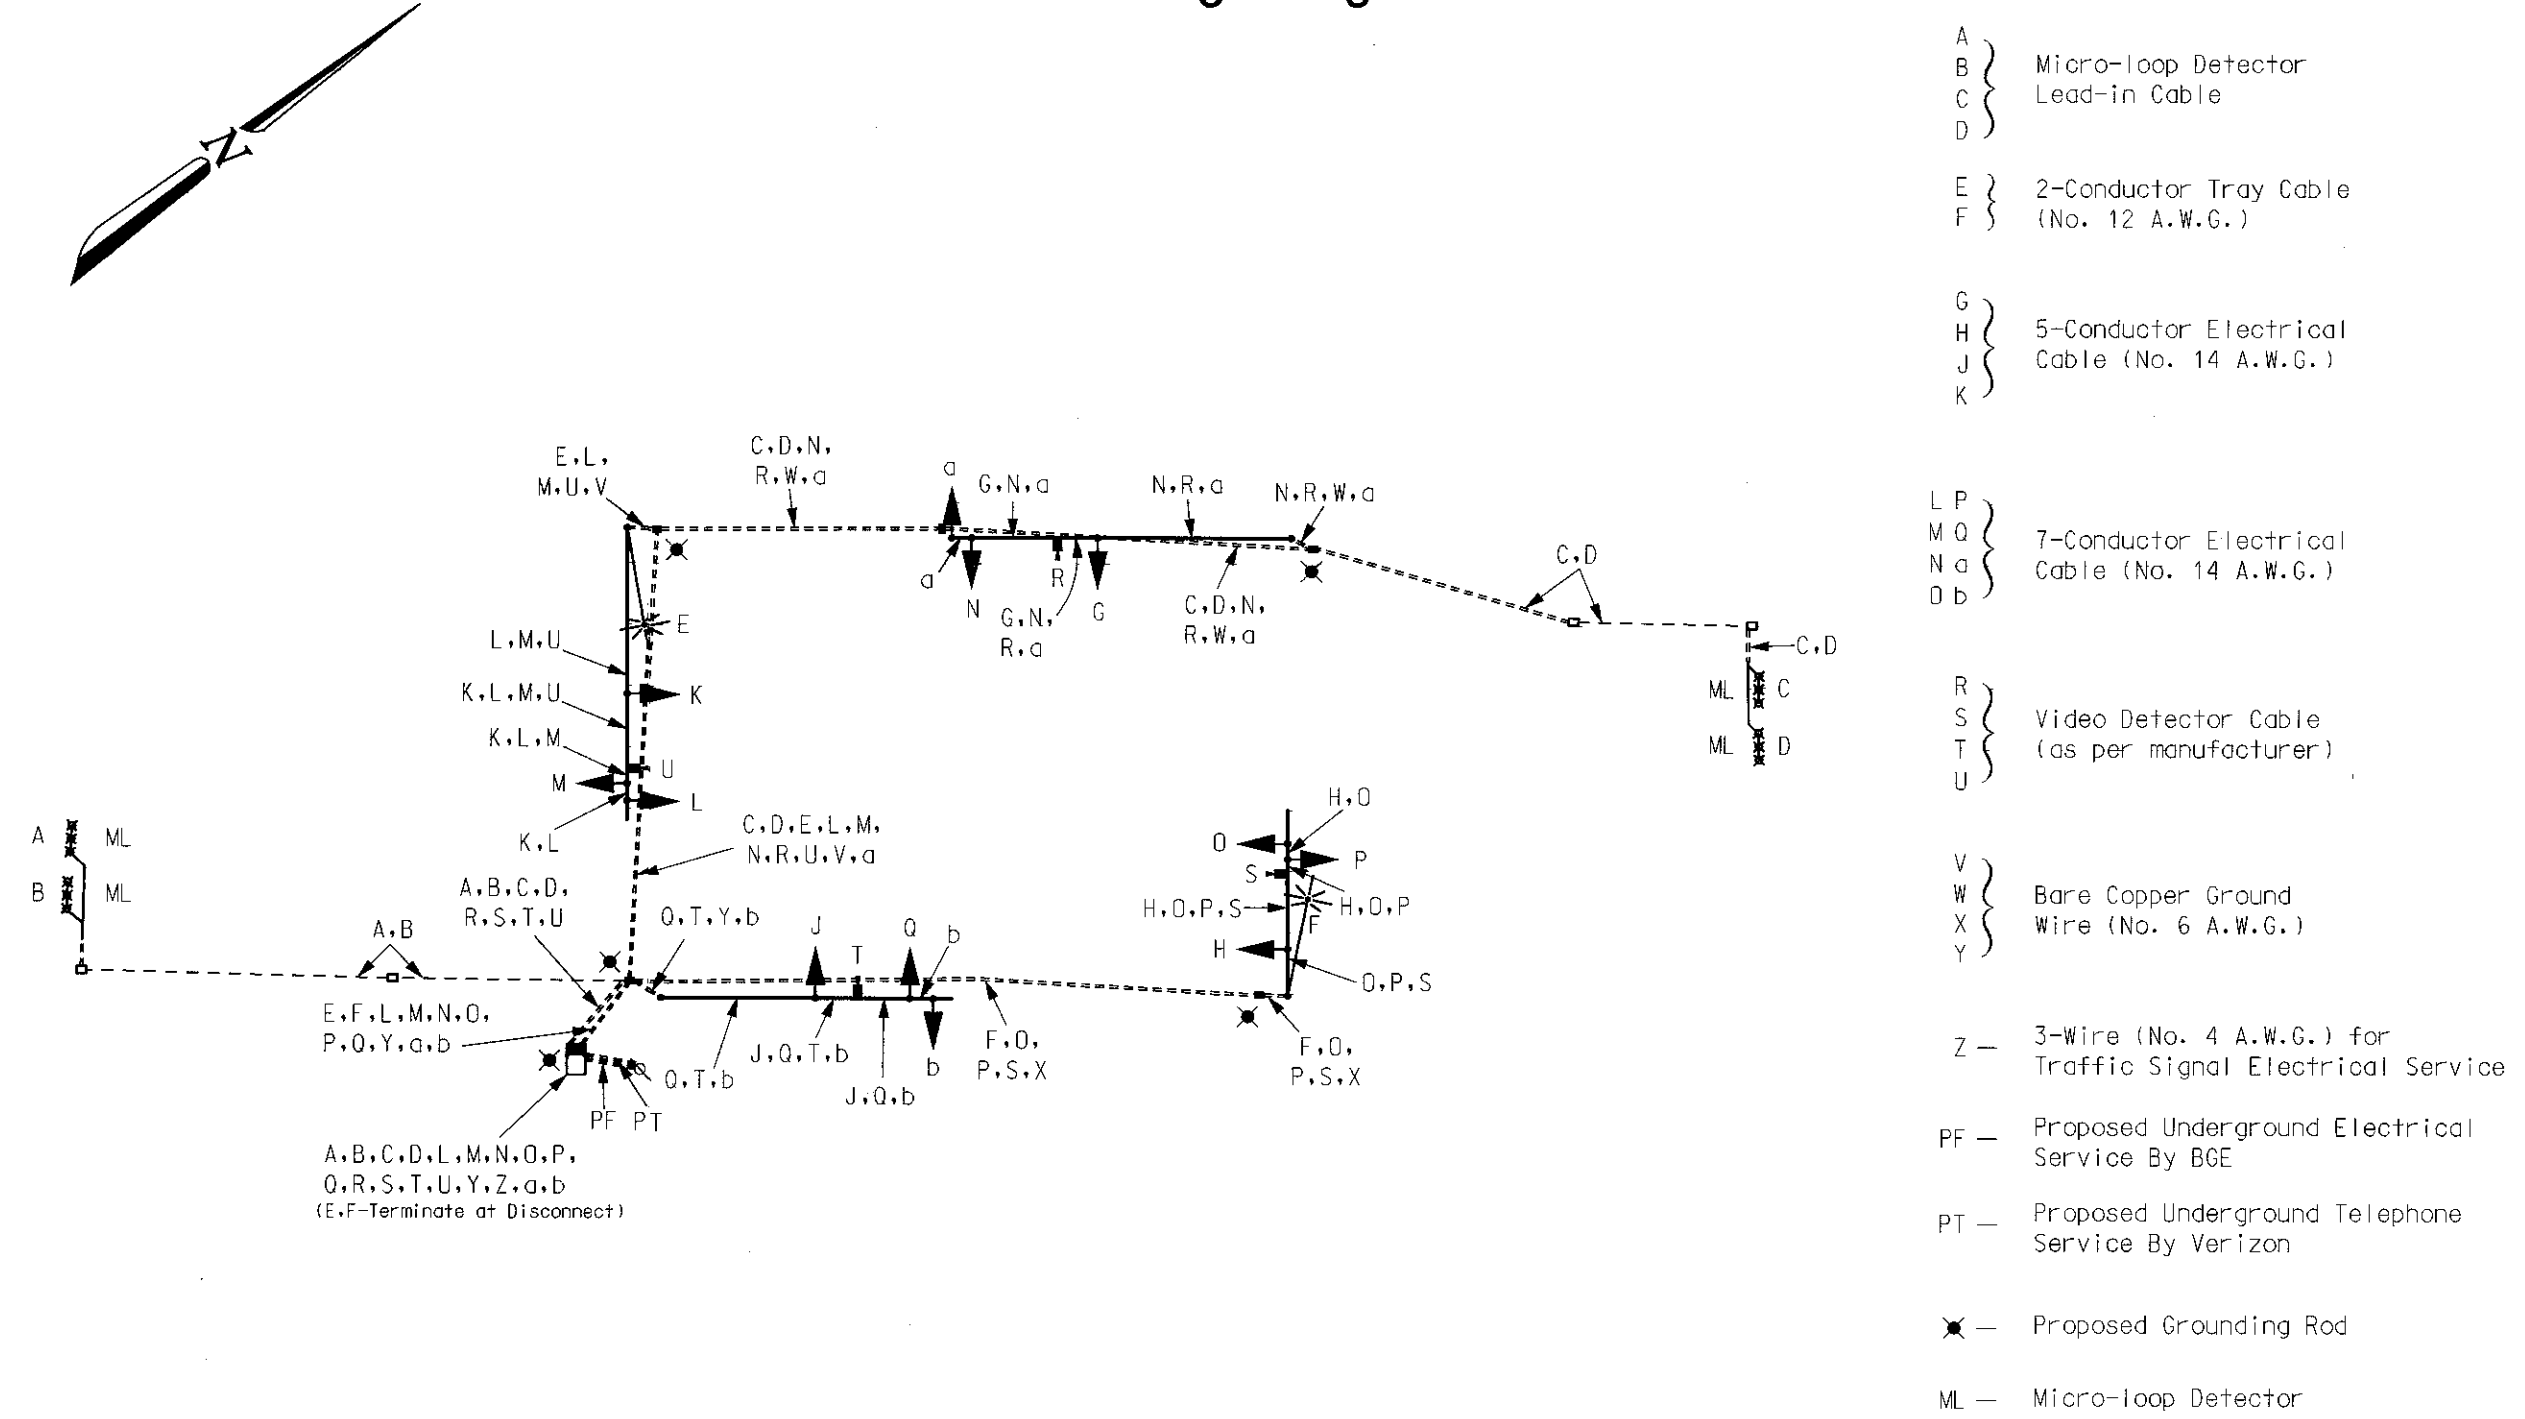 N
A
B
C
D
Micro-loop Detector
Lead-in Cable
E
F
2-Conductor Tray Cable
(No. 12 A.W.G.)
G
H
J
K
5-Conductor Electrical
Cable (No. 14 A.W.G.)
L P
M Q
N a
O b
7-Conductor Electrical
Cable (No. 14 A.W.G.)
R
S
T
U
Video Detector Cable
(as per manufacturer)
V
W
X
Y
Bare Copper Ground
Wire (No. 6 A.W.G.)
Z — 3-Wire (No. 4 A.W.G.) for
Traffic Signal Electrical Service
PF — Proposed Underground Electrical
Service By BGE
PT — Proposed Underground Telephone
Service By Verizon
— Proposed Grounding Rod
ML — Micro-loop Detector
E,L,
M,U,V
C,D,N,
R,W,a
a
G,N,a
N,R,a
N,R,W,a
a
N
R
G,N,
R,a
G
C,D,N,
R,W,a
C,D
C,D
ML C
ML D
E
L,M,U
K,L,M,U
K
K,L,M
U
M
L
K,L
C,D,E,L,M,
N,R,U,V,a
A ML
B ML
A,B
A,B,C,D,
R,S,T,U
Q,T,Y,b
J
T
Q
b
H,O
O
P
S
H,O,P,S
H,O,P
F
H
O,P,S
E,F,L,M,N,O,
P,Q,Y,a,b
Q,T,b
J,Q,T,b
J,Q,b
b
F,O,
P,S,X
F,O,
P,S,X
PF PT
A,B,C,D,L,M,N,O,P,
Q,R,S,T,U,Y,Z,a,b
(E,F-Terminate at Disconnect)